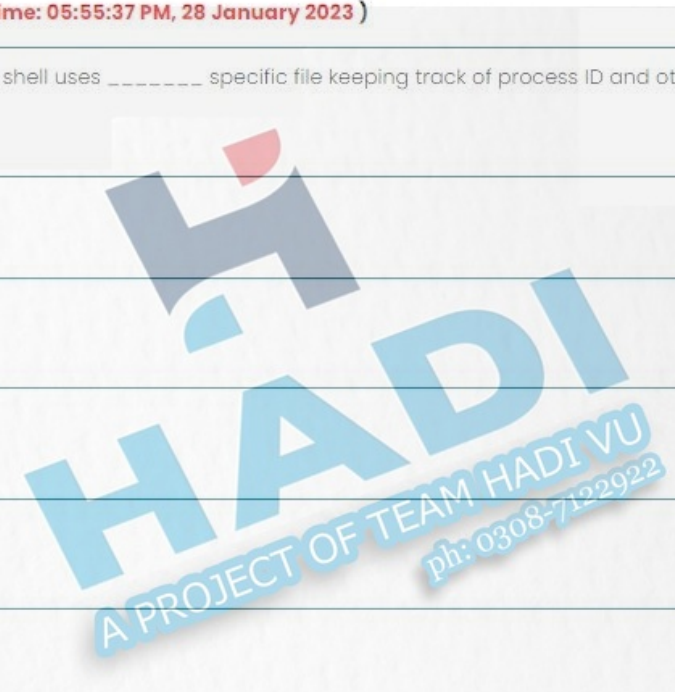 ime: 05:55:37 PM, 28 January 2023 )
shell uses _______ specific file keeping track of process ID and ot
HADI
A PROJECT OF TEAM HADI VU
ph: 0308-7122922